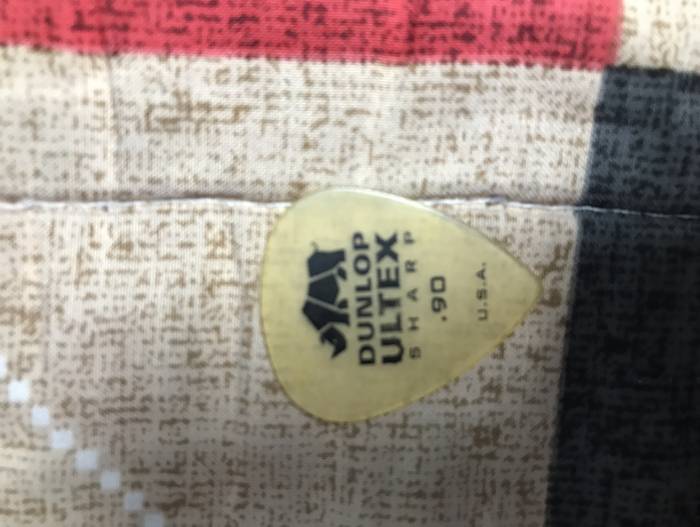 DUNLOP
ULTEX
SHARP
.90
U.S.A.